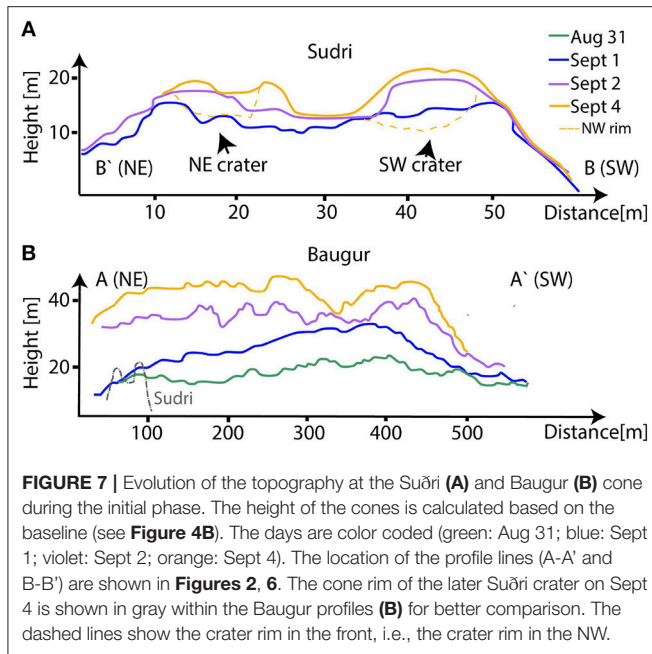 A
Sudri
Aug 31
Sept 1
Sept 2
Sept 4
NW rim
Height [m]
20
10
B` (NE)
NE crater
SW crater
B (SW)
10
20
30
40
50
Distance[m]
B
Baugur
A (NE)
A` (SW)
Height [m]
40
20
Sudri
100
200
300
400
500
Distance[m]
FIGURE 7 | Evolution of the topography at the Suðri (A) and Baugur (B) cone
during the initial phase. The height of the cones is calculated based on the
baseline (see Figure 4B). The days are color coded (green: Aug 31; blue: Sept
1; violet: Sept 2; orange: Sept 4). The location of the profile lines (A-A’ and
B-B’) are shown in Figures 2, 6. The cone rim of the later Suðri crater on Sept
4 is shown in gray within the Baugur profiles (B) for better comparison. The
dashed lines show the crater rim in the front, i.e., the crater rim in the NW.